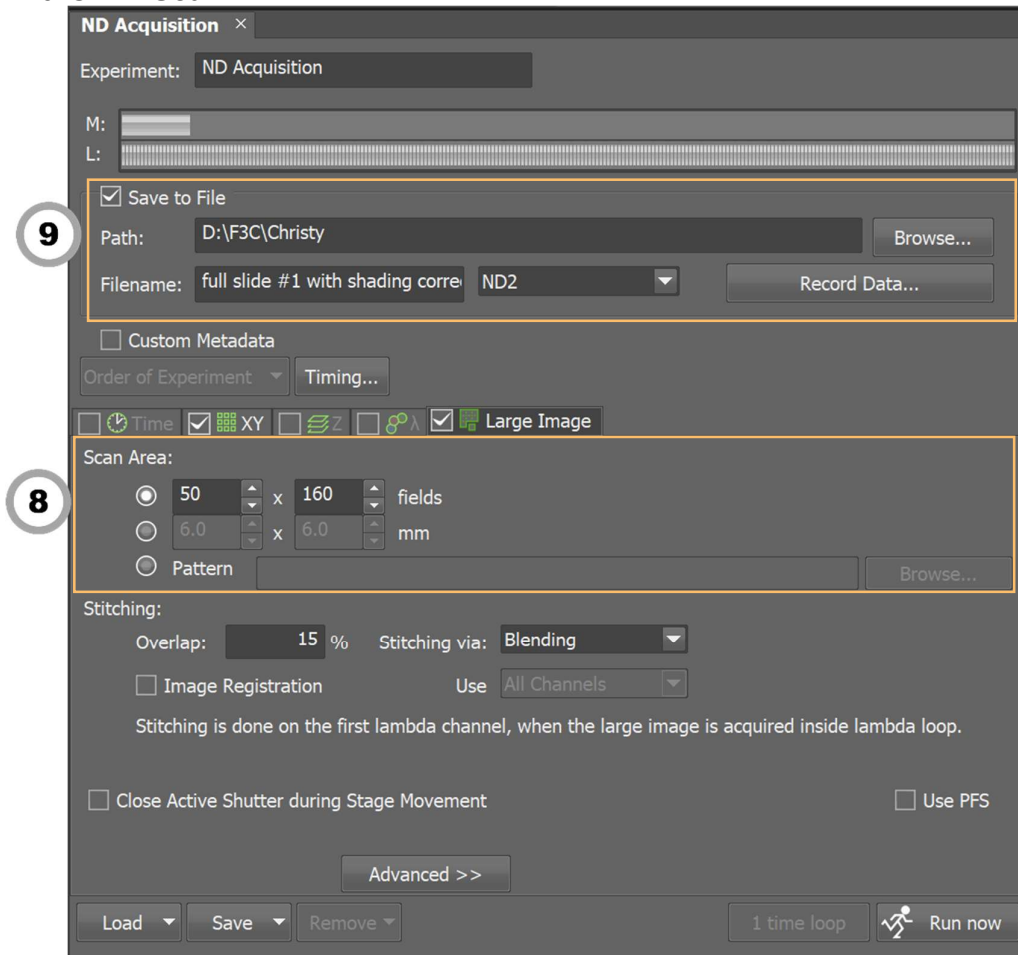 ND Acquisition ×
Experiment: ND Acquisition
M:
L:
9
Save to File
Path: D:\F3C\Christy Browse...
Filename: full slide #1 with shading corre ND2 Record Data...
Custom Metadata
Order of Experiment Timing...
Time XY Z λ Large Image
8
Scan Area:
50 x 160 fields
6.0 x 6.0 mm
Pattern Browse...
Stitching:
Overlap: 15 % Stitching via: Blending
Image Registration Use All Channels
Stitching is done on the first lambda channel, when the large image is acquired inside lambda loop.
Close Active Shutter during Stage Movement Use PFS
Advanced >>
Load Save Remove 1 time loop Run now